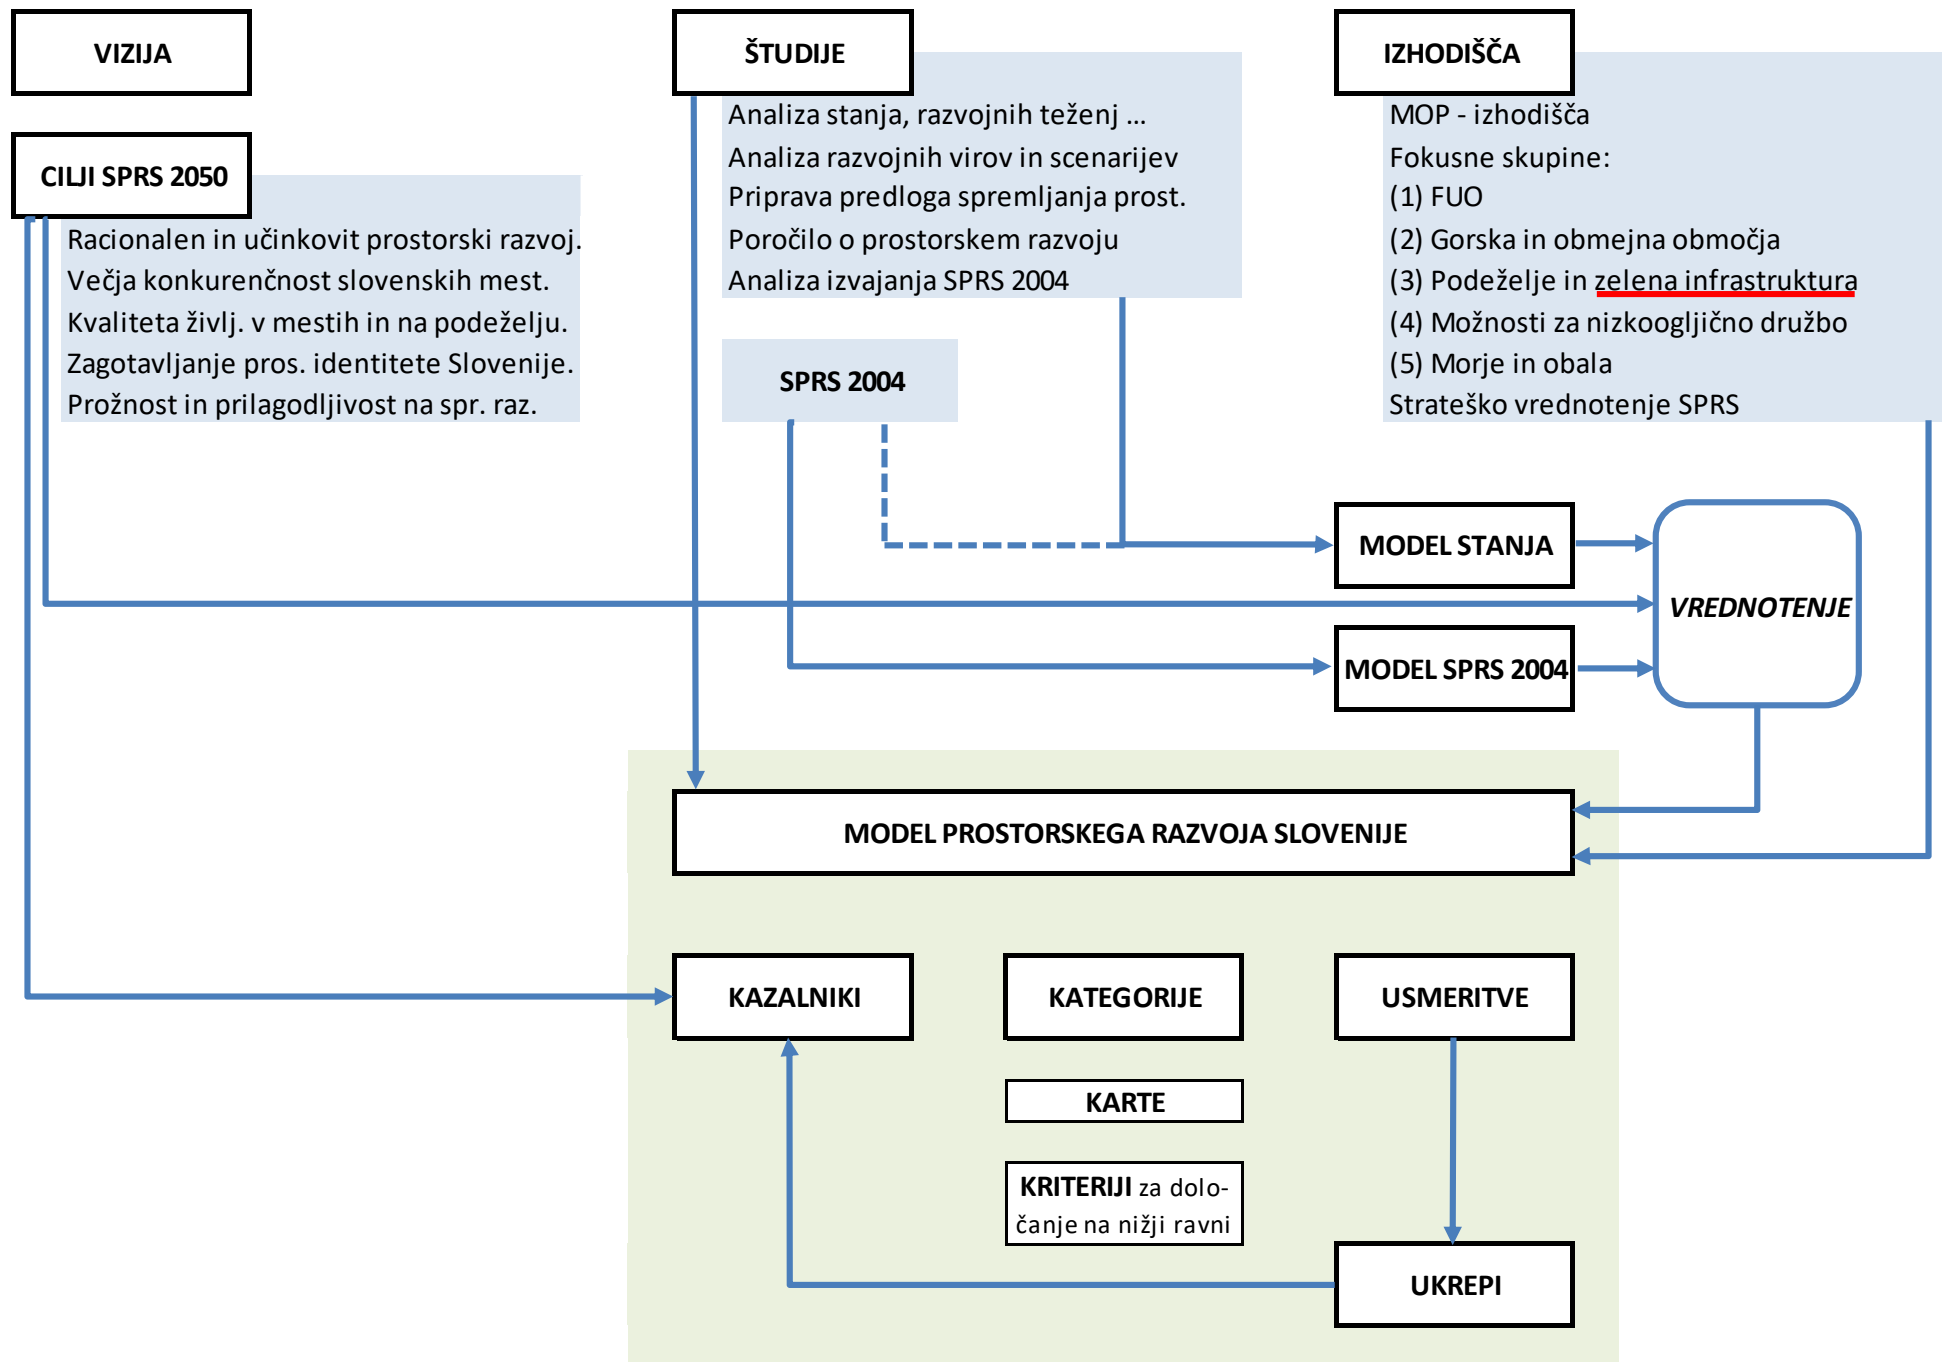 VIZIJA
CILJI SPRS 2050
Racionalen in učinkovit prostorski razvoj.
Večja konkurenčnost slovenskih mest.
Kvaliteta življ. v mestih in na podeželju.
Zagotavljanje pros. identitete Slovenije.
Prožnost in prilagodljivost na spr. raz.
ŠTUDIJE
Analiza stanja, razvojnih teženj ...
Analiza razvojnih virov in scenarijev
Priprava predloga spremljanja prost.
Poročilo o prostorskem razvoju
Analiza izvajanja SPRS 2004
SPRS 2004
IZHODIŠČA
MOP - izhodišča
Fokusne skupine:
(1) FUO
(2) Gorska in obmejna območja
(3) Podeželje in zelena infrastruktura
(4) Možnosti za nizkoogljično družbo
(5) Morje in obala
Strateško vrednotenje SPRS
MODEL STANJA
VREDNOTENJE
MODEL SPRS 2004
MODEL PROSTORSKEGA RAZVOJA SLOVENIJE
KAZALNIKI
KATEGORIJE
USMERITVE
KARTE
KRITERIJI za dolo-
čanje na nižji ravni
UKREPI